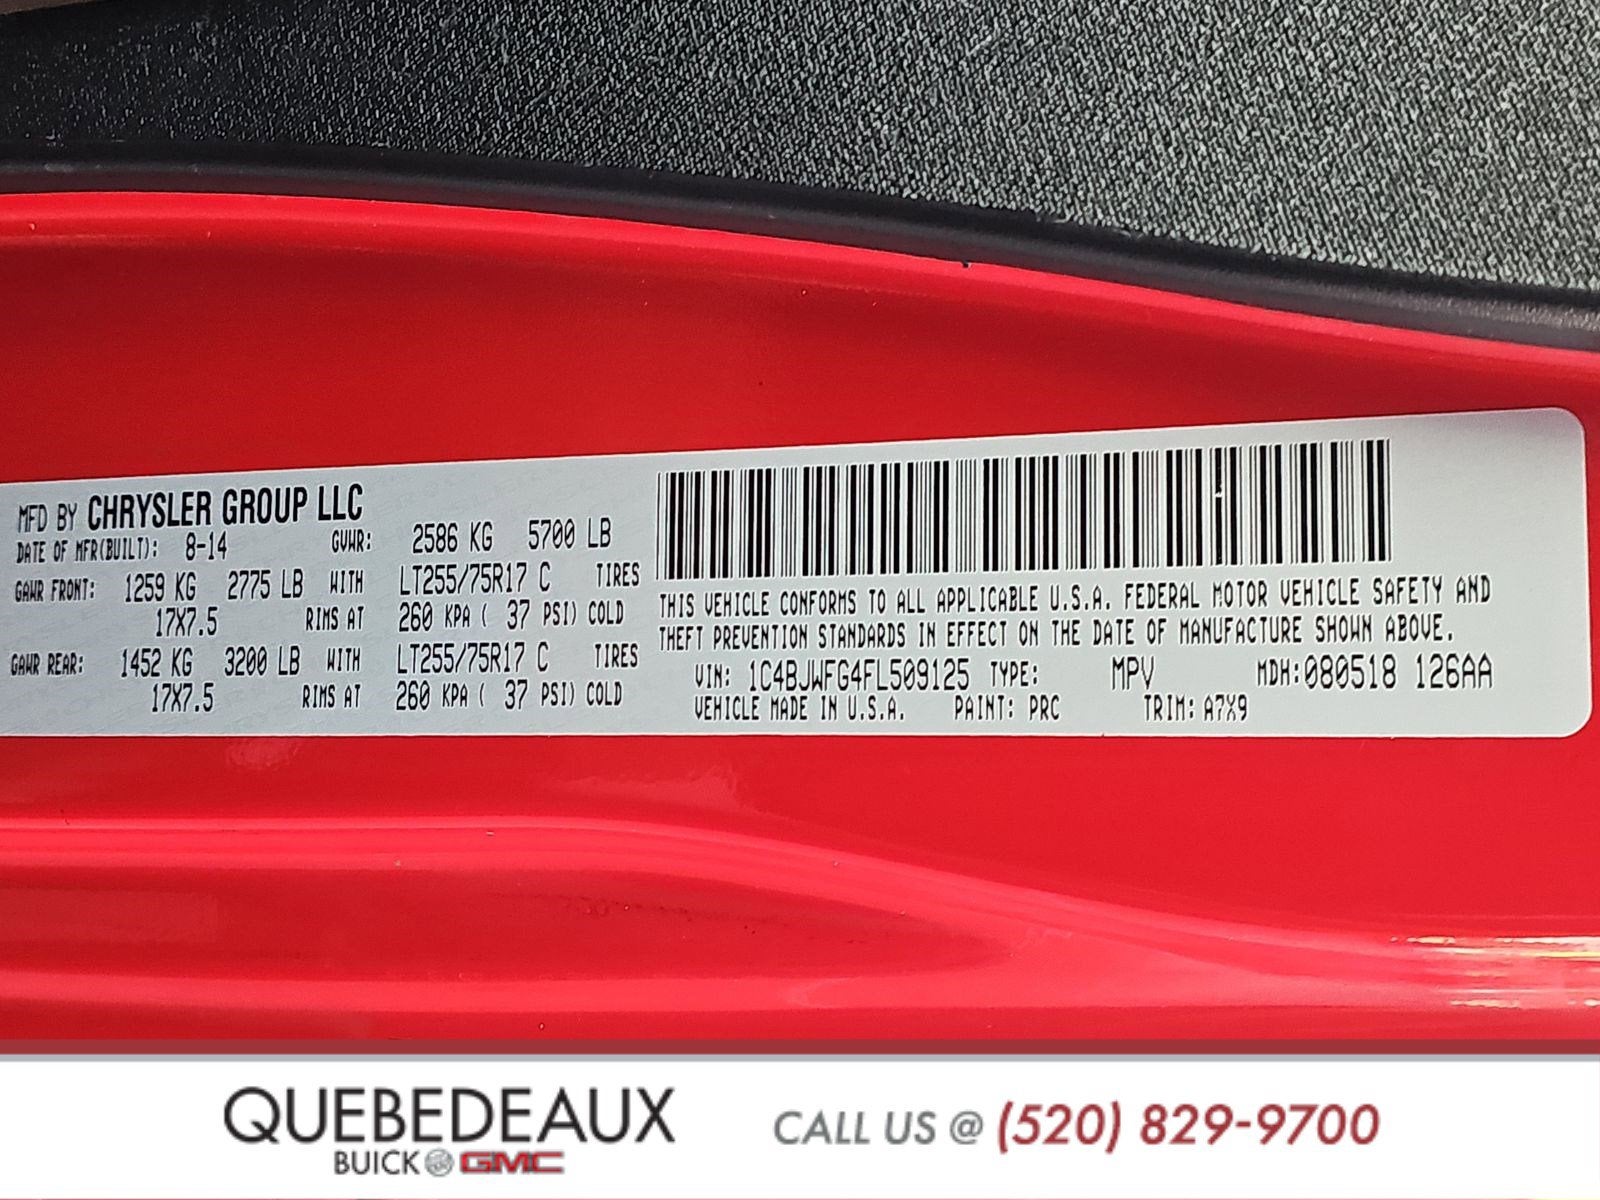 MFD BY CHRYSLER GROUP LLC
DATE OF MFR(BUILT): 8-14 GVWR: 2586 KG 5700 LB
GAWR FRONT: 1259 KG 2775 LB WITH LT255/75R17 C TIRES
17X7.5 RIMS AT 260 KPA ( 37 PSI) COLD
GAWR REAR: 1452 KG 3200 LB WITH LT255/75R17 C TIRES
17X7.5 RIMS AT 260 KPA ( 37 PSI) COLD
THIS VEHICLE CONFORMS TO ALL APPLICABLE U.S.A. FEDERAL MOTOR VEHICLE SAFETY AND
THEFT PREVENTION STANDARDS IN EFFECT ON THE DATE OF MANUFACTURE SHOWN ABOVE.
VIN: 1C4BJWFG4FL509125 TYPE: MPV MDH:080518 126AA
VEHICLE MADE IN U.S.A. PAINT: PRC TRIM: A7X9
QUEBEDEAUX
BUICK GMC
CALL US @ (520) 829-9700